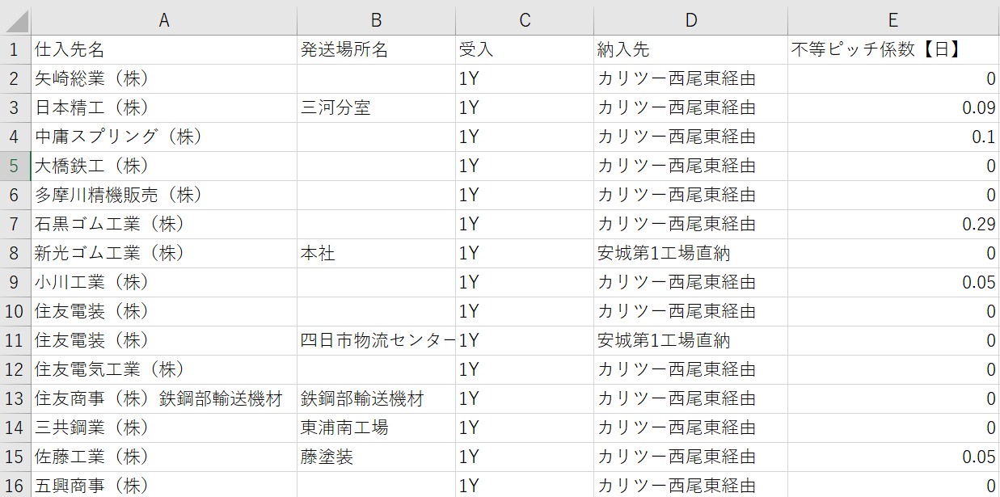 A B C D E
1 仕入先名 発送場所名 受入 納入先 不等ピッチ係数【日】
2 矢崎総業（株） 1Y カリツー西尾東経由 0
3 日本精工（株） 三河分室 1Y カリツー西尾東経由 0.09
4 中庸スプリング（株） 1Y カリツー西尾東経由 0.1
5 大橋鉄工（株） 1Y カリツー西尾東経由 0
6 多摩川精機販売（株） 1Y カリツー西尾東経由 0
7 石黒ゴム工業（株） 1Y カリツー西尾東経由 0.29
8 新光ゴム工業（株） 本社 1Y 安城第1工場直納 0
9 小川工業（株） 1Y カリツー西尾東経由 0.05
10 住友電装（株） 1Y カリツー西尾東経由 0
11 住友電装（株） 四日市物流センター 1Y 安城第1工場直納 0
12 住友電気工業（株） 1Y カリツー西尾東経由 0
13 住友商事（株）鉄鋼部輸送機材 鉄鋼部輸送機材 1Y カリツー西尾東経由 0
14 三共鋼業（株） 東浦南工場 1Y カリツー西尾東経由 0
15 佐藤工業（株） 藤塗装 1Y カリツー西尾東経由 0.05
16 五興商事（株） 1Y カリツー西尾東経由 0